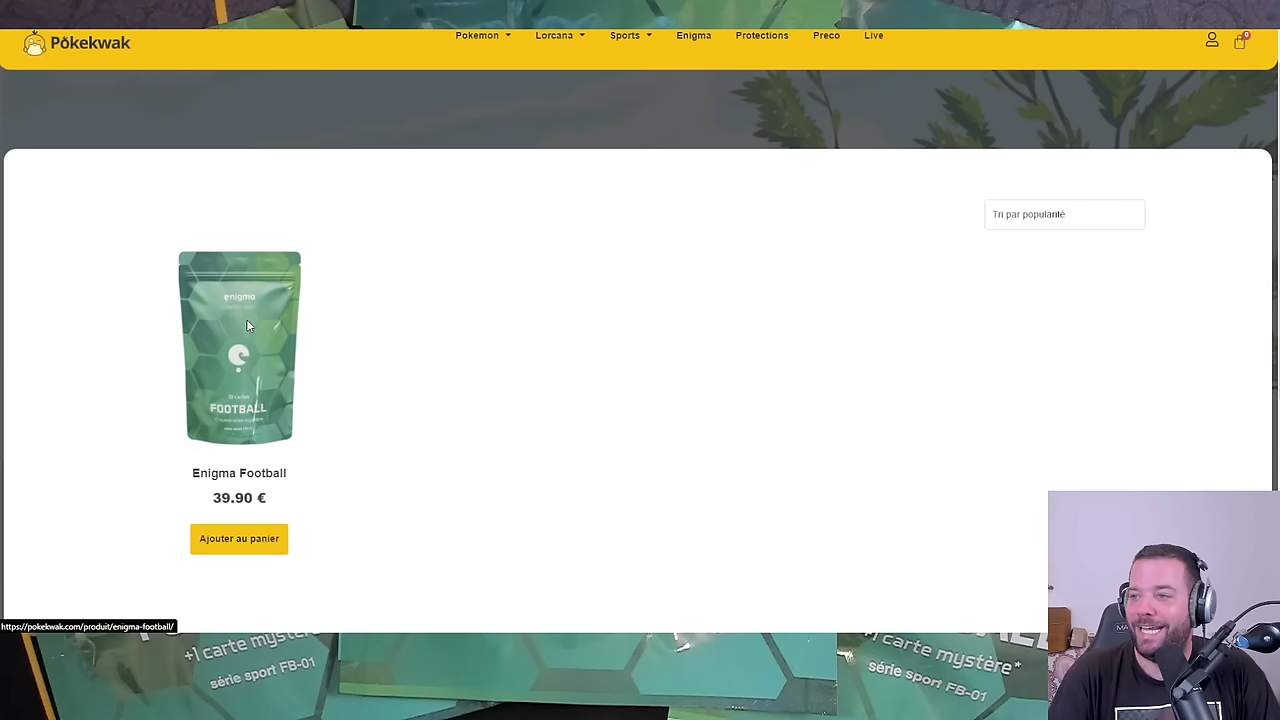 Pokekwak
Pokemon
Lorcana
Sports
Enigma
Protections
Preco
Live
Tri par popularité
enigma
FOOTBALL
Enigma Football
39.90 €
Ajouter au panier
https://pokekwak.com/produit/enigma-football/
+1 carte mystère
série sport FB-01
+1 carte mystère*
série sport FB-01